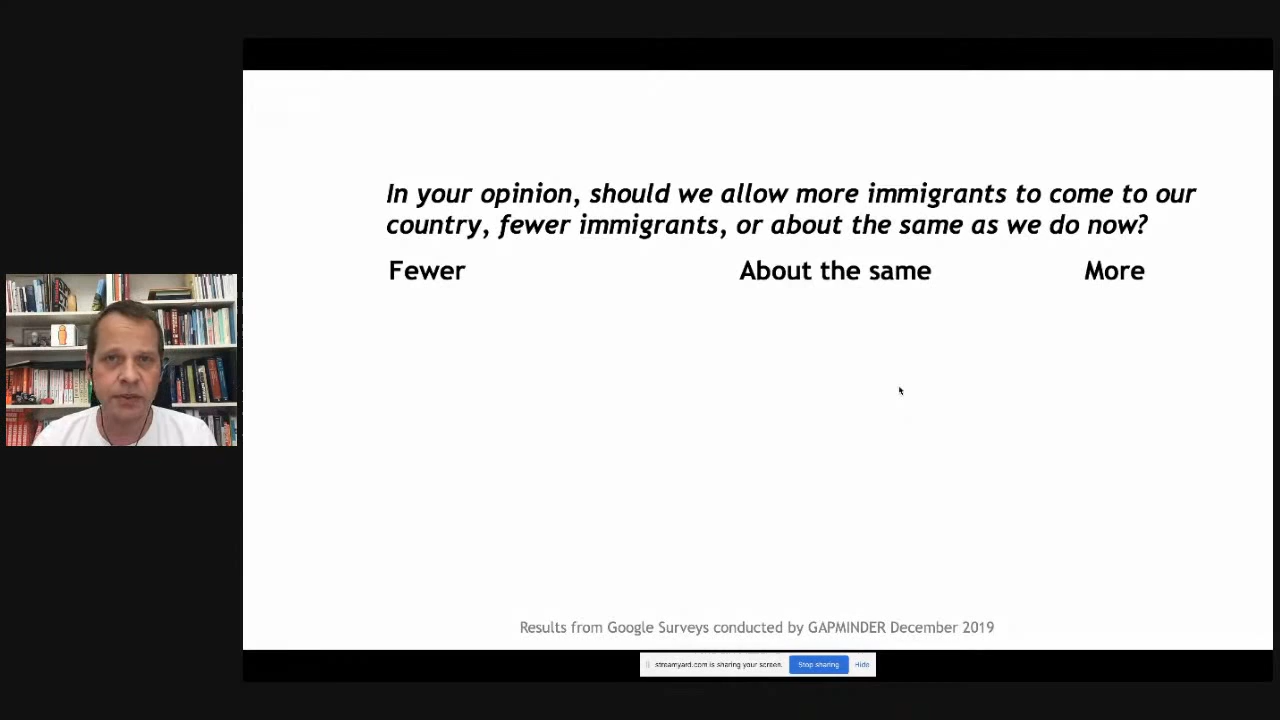 In your opinion, should we allow more immigrants to come to our
country, fewer immigrants, or about the same as we do now?
Fewer About the same More
Results from Google Surveys conducted by GAPMINDER December 2019
streamyard.com is sharing your screen. Stop sharing Hide